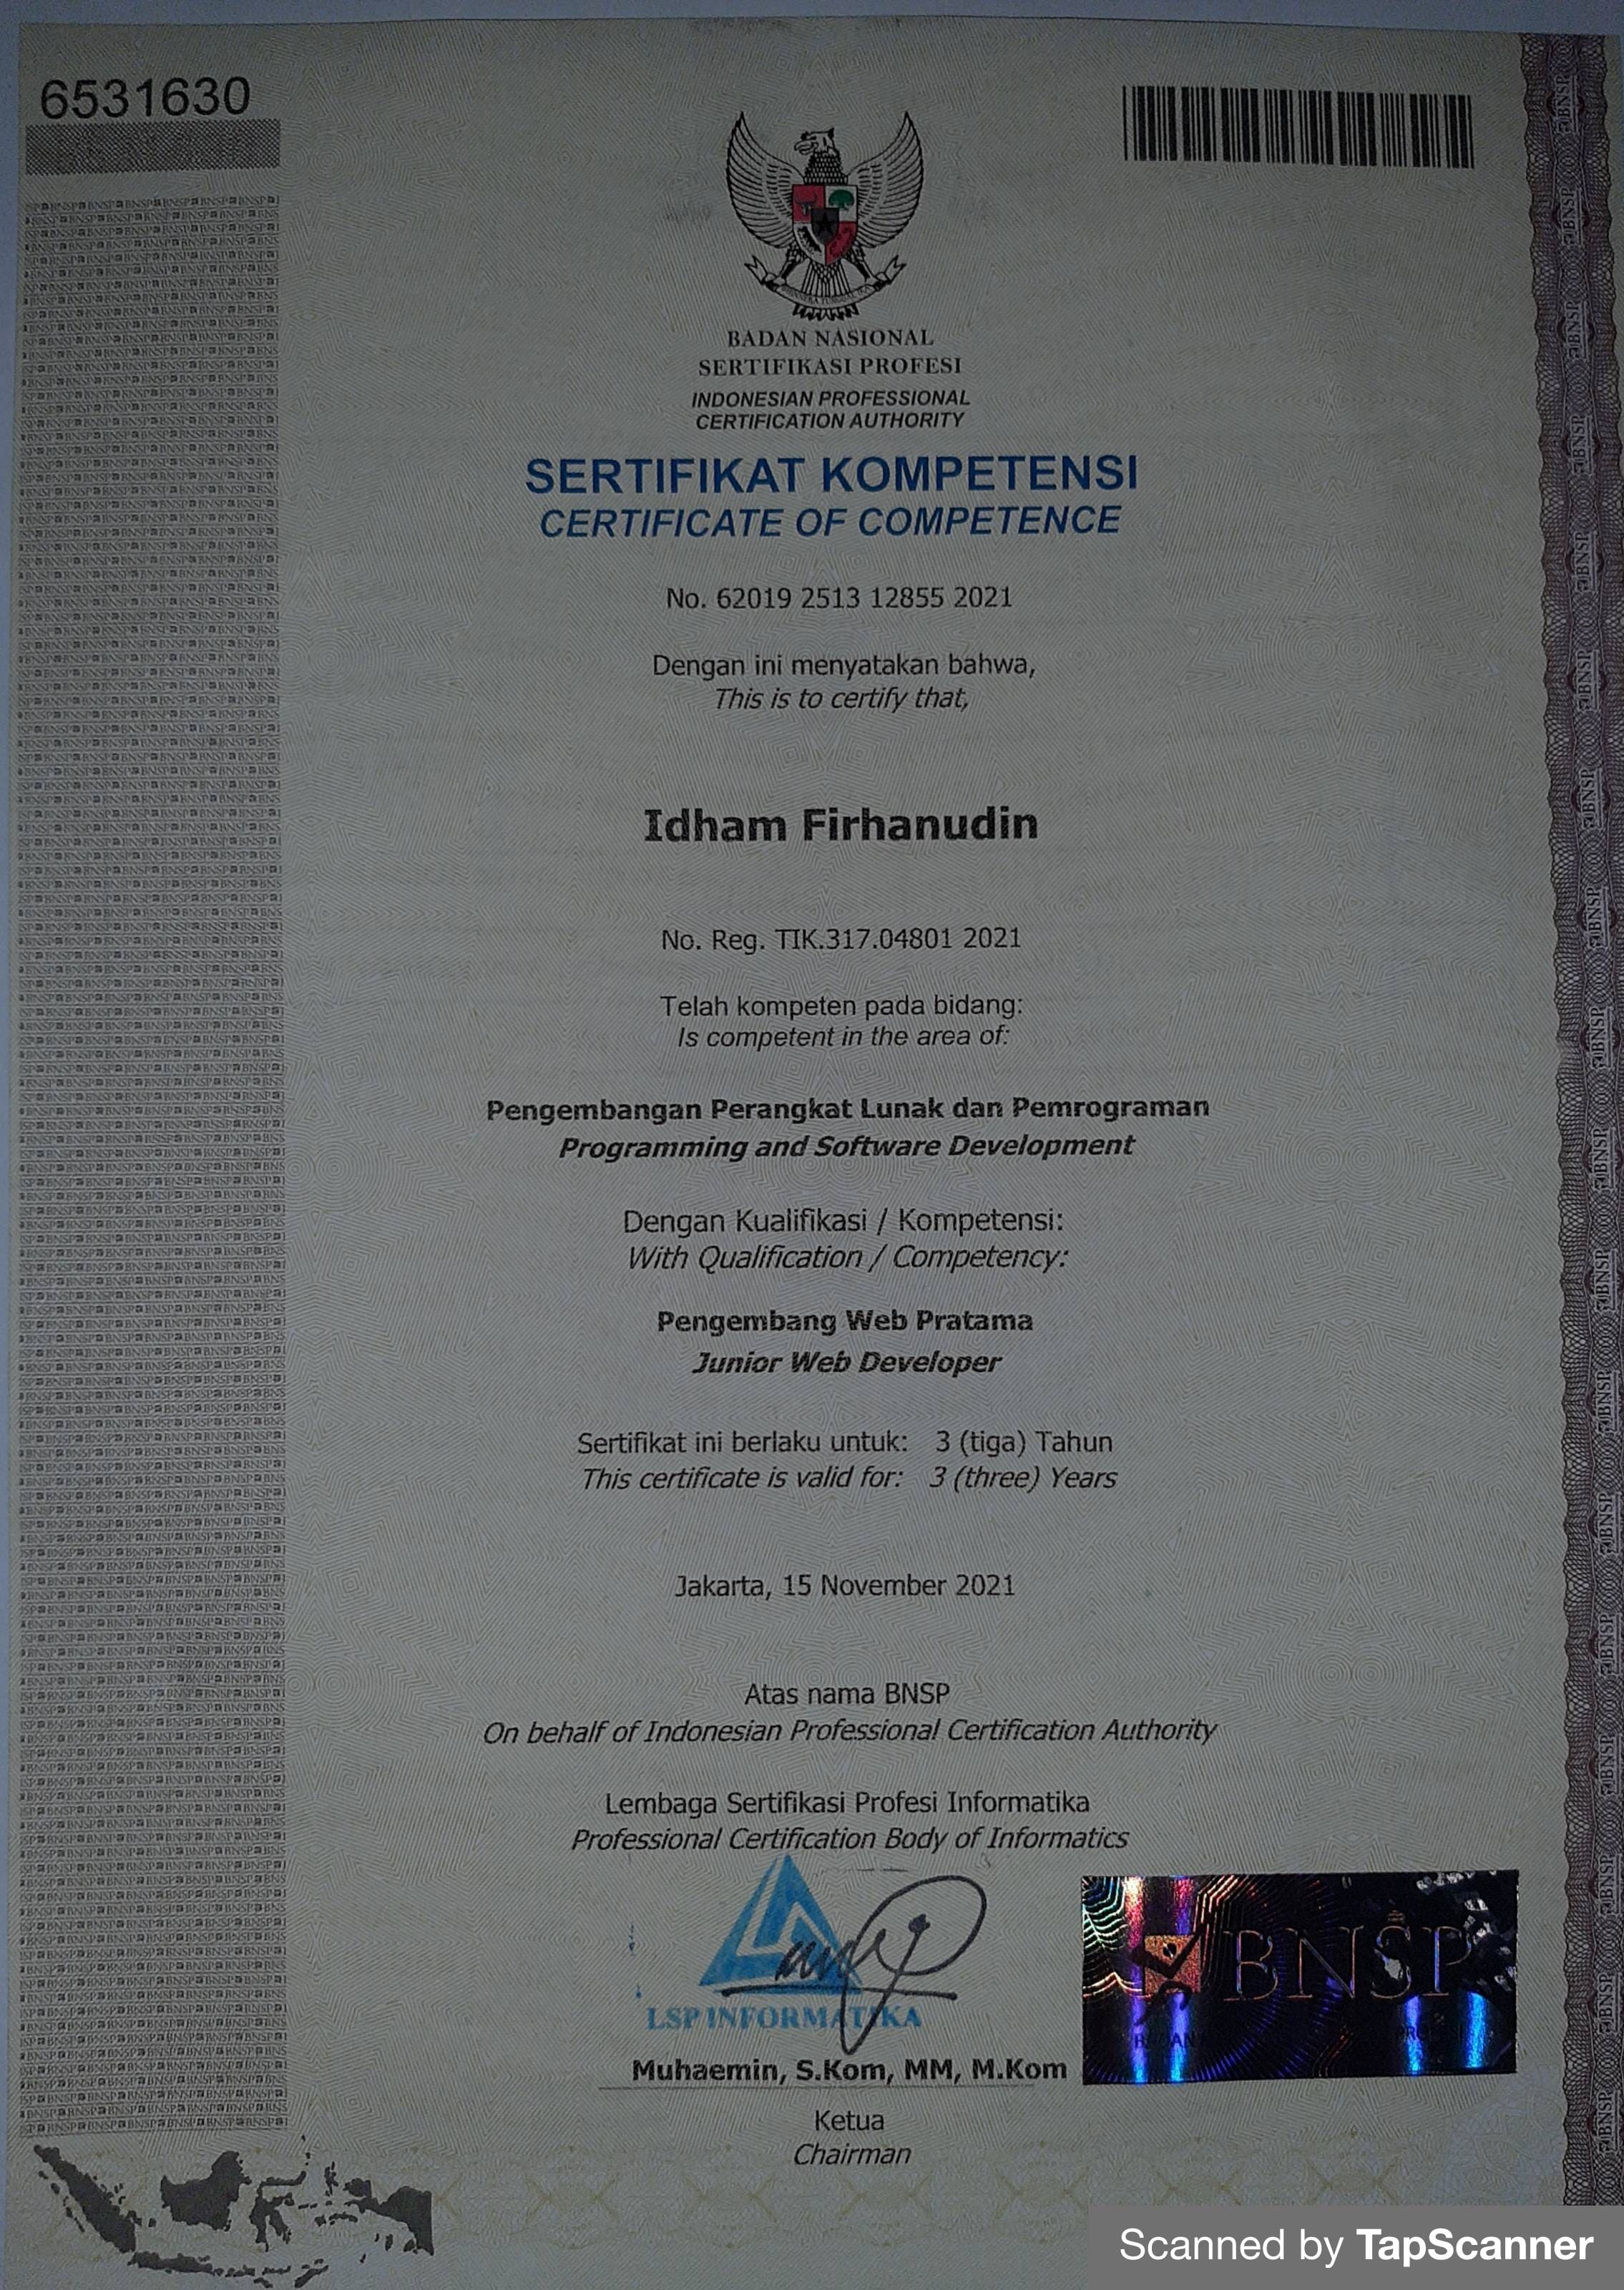 6531630
BADAN NASIONAL
SERTIFIKASI PROFESI
INDONESIAN PROFESSIONAL
CERTIFICATION AUTHORITY
SERTIFIKAT KOMPETENSI
CERTIFICATE OF COMPETENCE
No. 62019 2513 12855 2021
Dengan ini menyatakan bahwa,
This is to certify that,
Idham Firhanudin
No. Reg. TIK.317.04801 2021
Telah kompeten pada bidang:
Is competent in the area of:
Pengembangan Perangkat Lunak dan Pemrograman
Programming and Software Development
Dengan Kualifikasi / Kompetensi:
With Qualification / Competency:
Pengembang Web Pratama
Junior Web Developer
Sertifikat ini berlaku untuk: 3 (tiga) Tahun
This certificate is valid for: 3 (three) Years
Jakarta, 15 November 2021
Atas nama BNSP
On behalf of Indonesian Professional Certification Authority
Lembaga Sertifikasi Profesi Informatika
Professional Certification Body of Informatics
LSP INFORMATIKA
BNSP
Muhaemin, S.Kom, MM, M.Kom
Ketua
Chairman
Scanned by TapScanner